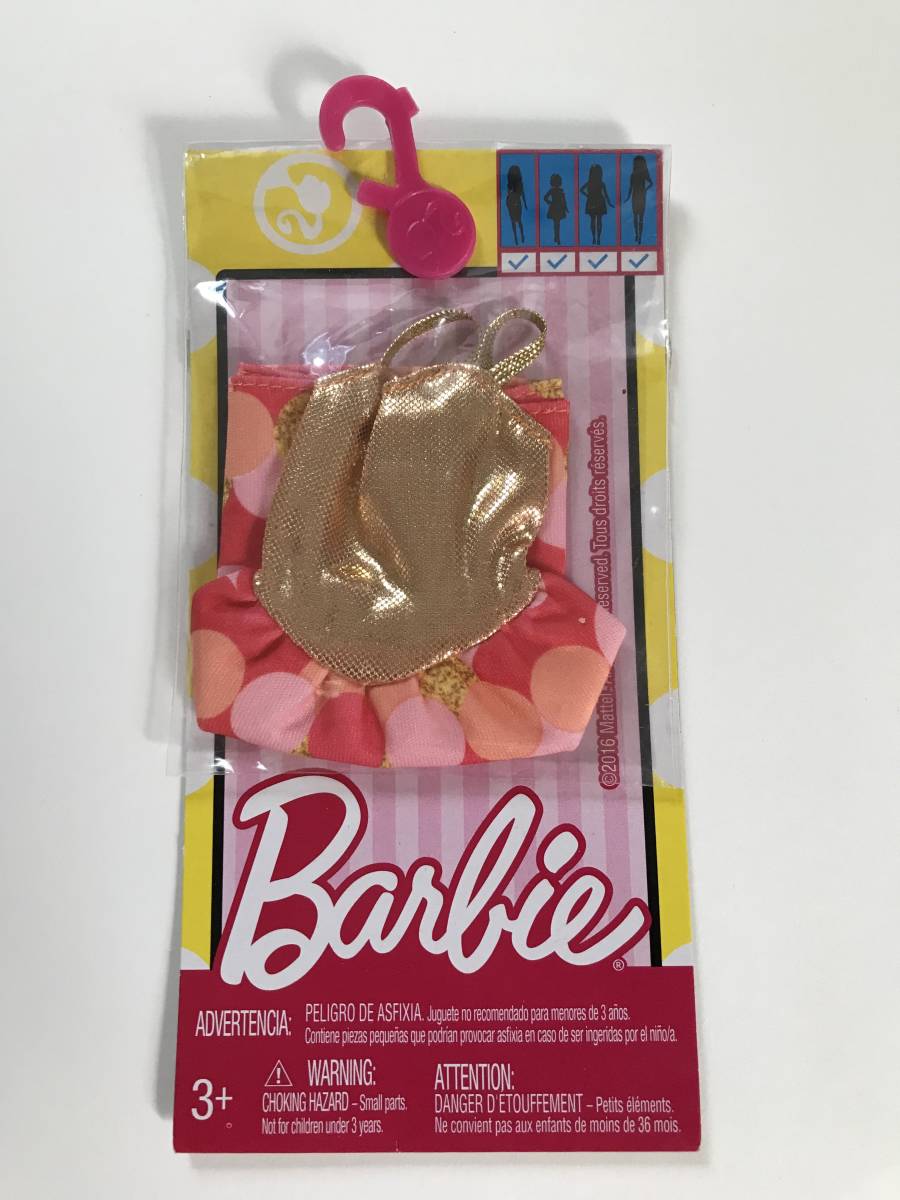 ©2016 Mattel.
eserved. Tous droits réservés.
Barbie®
ADVERTENCIA: PELIGRO DE ASFIXIA. Juguete no recomendado para menores de 3 años.
Contiene piezas pequeñas que podrían provocar asfixia en caso de ser ingeridas por el niño/a.
3+
WARNING:
CHOKING HAZARD – Small parts.
Not for children under 3 years.
ATTENTION:
DANGER D'ETOUFFEMENT – Petits éléments.
Ne convient pas aux enfants de moins de 36 mois.